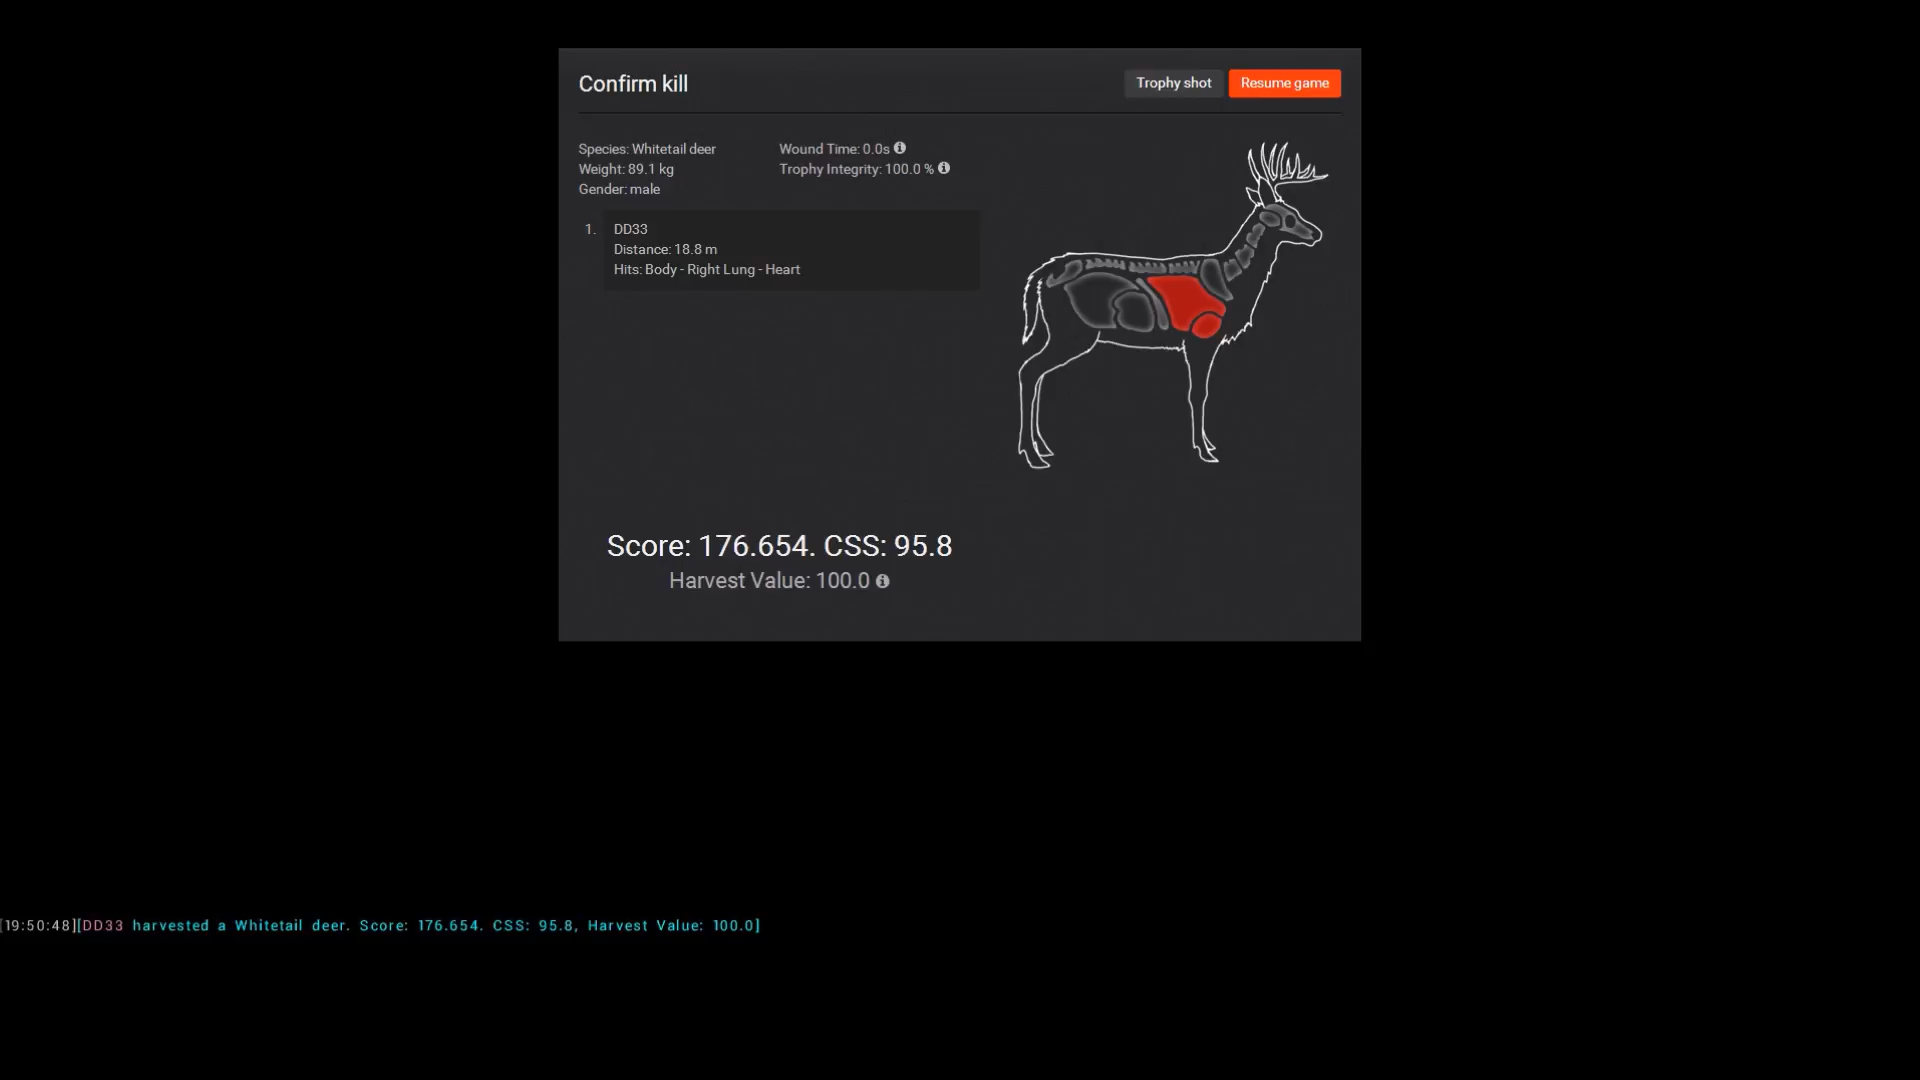 Confirm kill
Trophy shot
Resume game
Species: Whitetail deer
Weight: 89.1 kg
Gender: male
Wound Time: 0.0s
Trophy Integrity: 100.0 %
1.
DD33
Distance: 18.8 m
Hits: Body - Right Lung - Heart
Score: 176.654. CSS: 95.8
Harvest Value: 100.0
[19:50:48][DD33 harvested a Whitetail deer. Score: 176.654. CSS: 95.8, Harvest Value: 100.0]